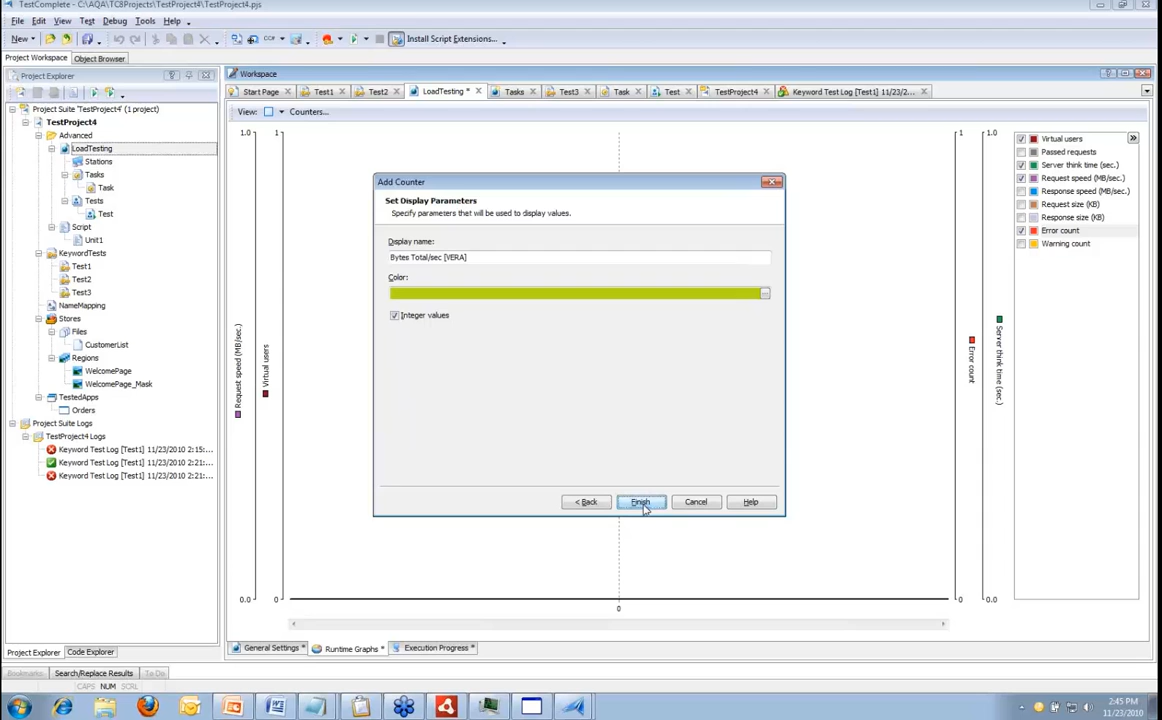 TestComplete - C:\AQA\TC8Projects\TestProject4\TestProject4.pjs
File Edit View Test Debug Tools Help
New Install Script Extensions...
Project Workspace Object Browser
Project Explorer
Project Suite 'TestProject4' (1 project)
TestProject4
Advanced
LoadTesting
Stations
Tasks
Task
Tests
Test
Script
Unit1
KeywordTests
Test1
Test2
Test3
NameMapping
Stores
Files
CustomerList
Regions
WelcomePage
WelcomePage_Mask
TestedApps
Orders
Project Suite Logs
TestProject4 Logs
Keyword Test Log [Test1] 11/23/2010 2:15:...
Keyword Test Log [Test1] 11/23/2010 2:21:...
Keyword Test Log [Test1] 11/23/2010 2:21:...
Project Explorer Code Explorer
Workspace
Start Page Test1 Test2 LoadTesting * Tasks Test3 Task Test TestProject4 Keyword Test Log [Test1] 11/23/2...
View: Counters...
1.0 1
Request speed (MB/sec.)
Virtual users
0.0 0
Add Counter
Set Display Parameters
Specify parameters that will be used to display values.
Display name:
Bytes Total/sec [VERA]
Color:
...
Integer values
< Back Finish Cancel Help
0
1 1.0
Error count
Server think time (sec.)
0 0.0
Virtual users
Passed requests
Server think time (sec.)
Request speed (MB/sec.)
Response speed (MB/s...
Request size (KB)
Response size (KB)
Error count
Warning count
General Settings * Runtime Graphs * Execution Progress *
Bookmarks Search/Replace Results To Do
CAPS NUM SCRL
2:45 PM
11/23/2010